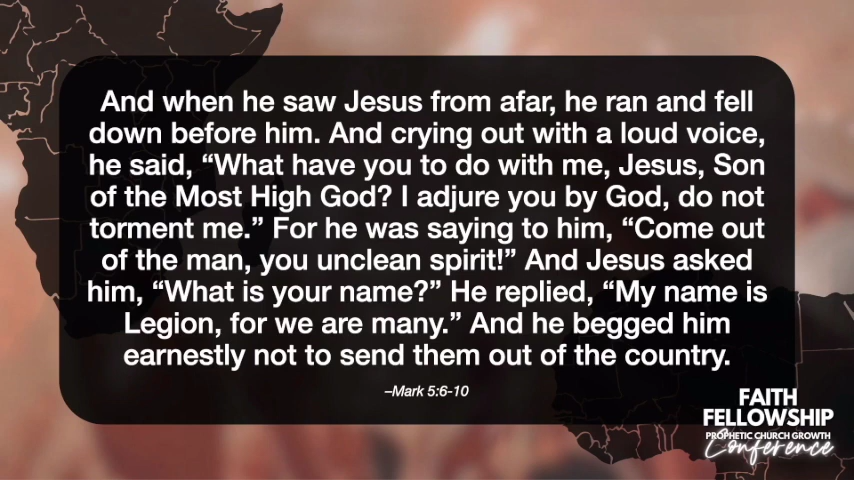 And when he saw Jesus from afar, he ran and fell
down before him. And crying out with a loud voice,
he said, “What have you to do with me, Jesus, Son
of the Most High God? I adjure you by God, do not
torment me.” For he was saying to him, “Come out
of the man, you unclean spirit!” And Jesus asked
him, “What is your name?” He replied, “My name is
Legion, for we are many.” And he begged him
earnestly not to send them out of the country.
–Mark 5:6-10
FAITH
FELLOWSHIP
PROPHETIC CHURCH GROWTH
Conference